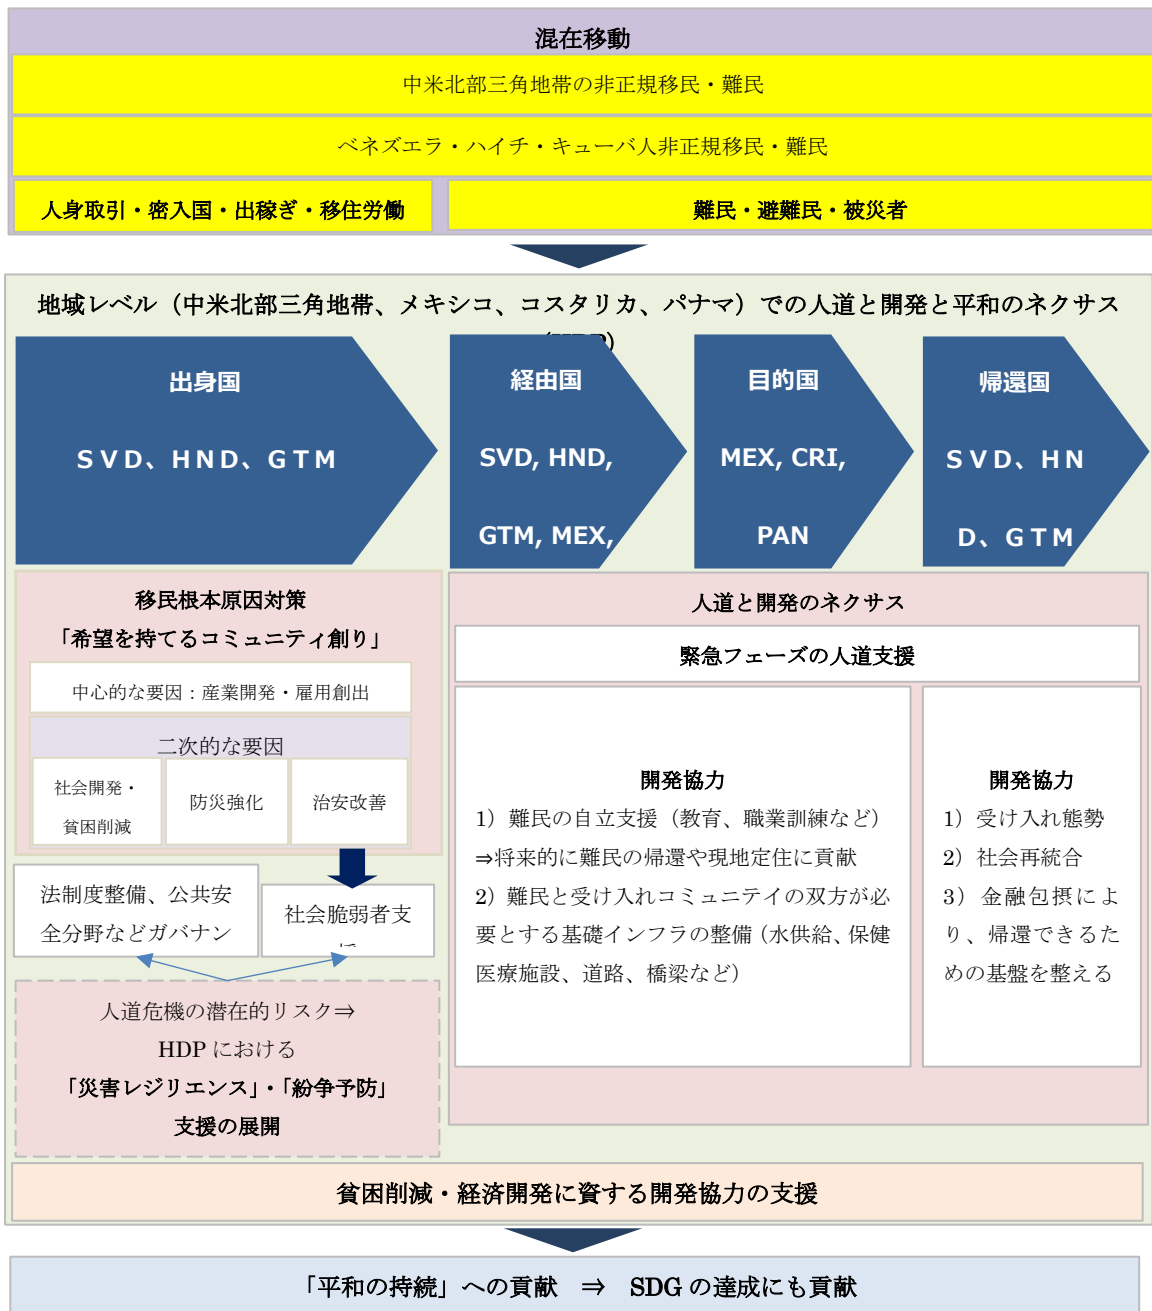 混在移動
中米北部三角地帯の非正規移民・難民
ベネズエラ・ハイチ・キューバ人非正規移民・難民
人身取引・密入国・出稼ぎ・移住労働
難民・避難民・被災者
地域レベル（中米北部三角地帯、メキシコ、コスタリカ、パナマ）での人道と開発と平和のネクサス
出身国
ＳＶＤ、ＨＮＤ、ＧＴＭ
経由国
SVD, HND,
GTM, MEX,
目的国
MEX, CRI,
PAN
帰還国
ＳＶＤ、ＨＮ
Ｄ、ＧＴＭ
移民根本原因対策
「希望を持てるコミュニティ創り」
中心的な要因：産業開発・雇用創出
二次的な要因
社会開発・
貧困削減
防災強化
治安改善
法制度整備、公共安
全分野などガバナン
社会脆弱者支
人道危機の潜在的リスク⇒
HDP における
「災害レジリエンス」・「紛争予防」
支援の展開
人道と開発のネクサス
緊急フェーズの人道支援
開発協力
1）難民の自立支援（教育、職業訓練など）
⇒将来的に難民の帰還や現地定住に貢献
2）難民と受け入れコミュニテイの双方が必
要とする基礎インフラの整備（水供給、保健
医療施設、道路、橋梁など）
開発協力
1）受け入れ態勢
2）社会再統合
3）金融包摂によ
り、帰還できるた
めの基盤を整える
貧困削減・経済開発に資する開発協力の支援
「平和の持続」への貢献　⇒　SDG の達成にも貢献